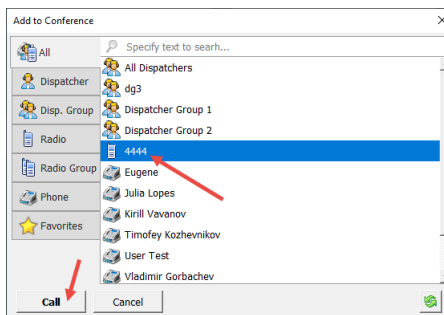 Add to Conference
All
Dispatcher
Disp. Group
Radio
Radio Group
Phone
Favorites
Specify text to searh...
All Dispatchers
dg3
Dispatcher Group 1
Dispatcher Group 2
4444
Eugene
Julia Lopes
Kirill Vavanov
Timofey Kozhevnikov
User Test
Vladimir Gorbachev
Call
Cancel